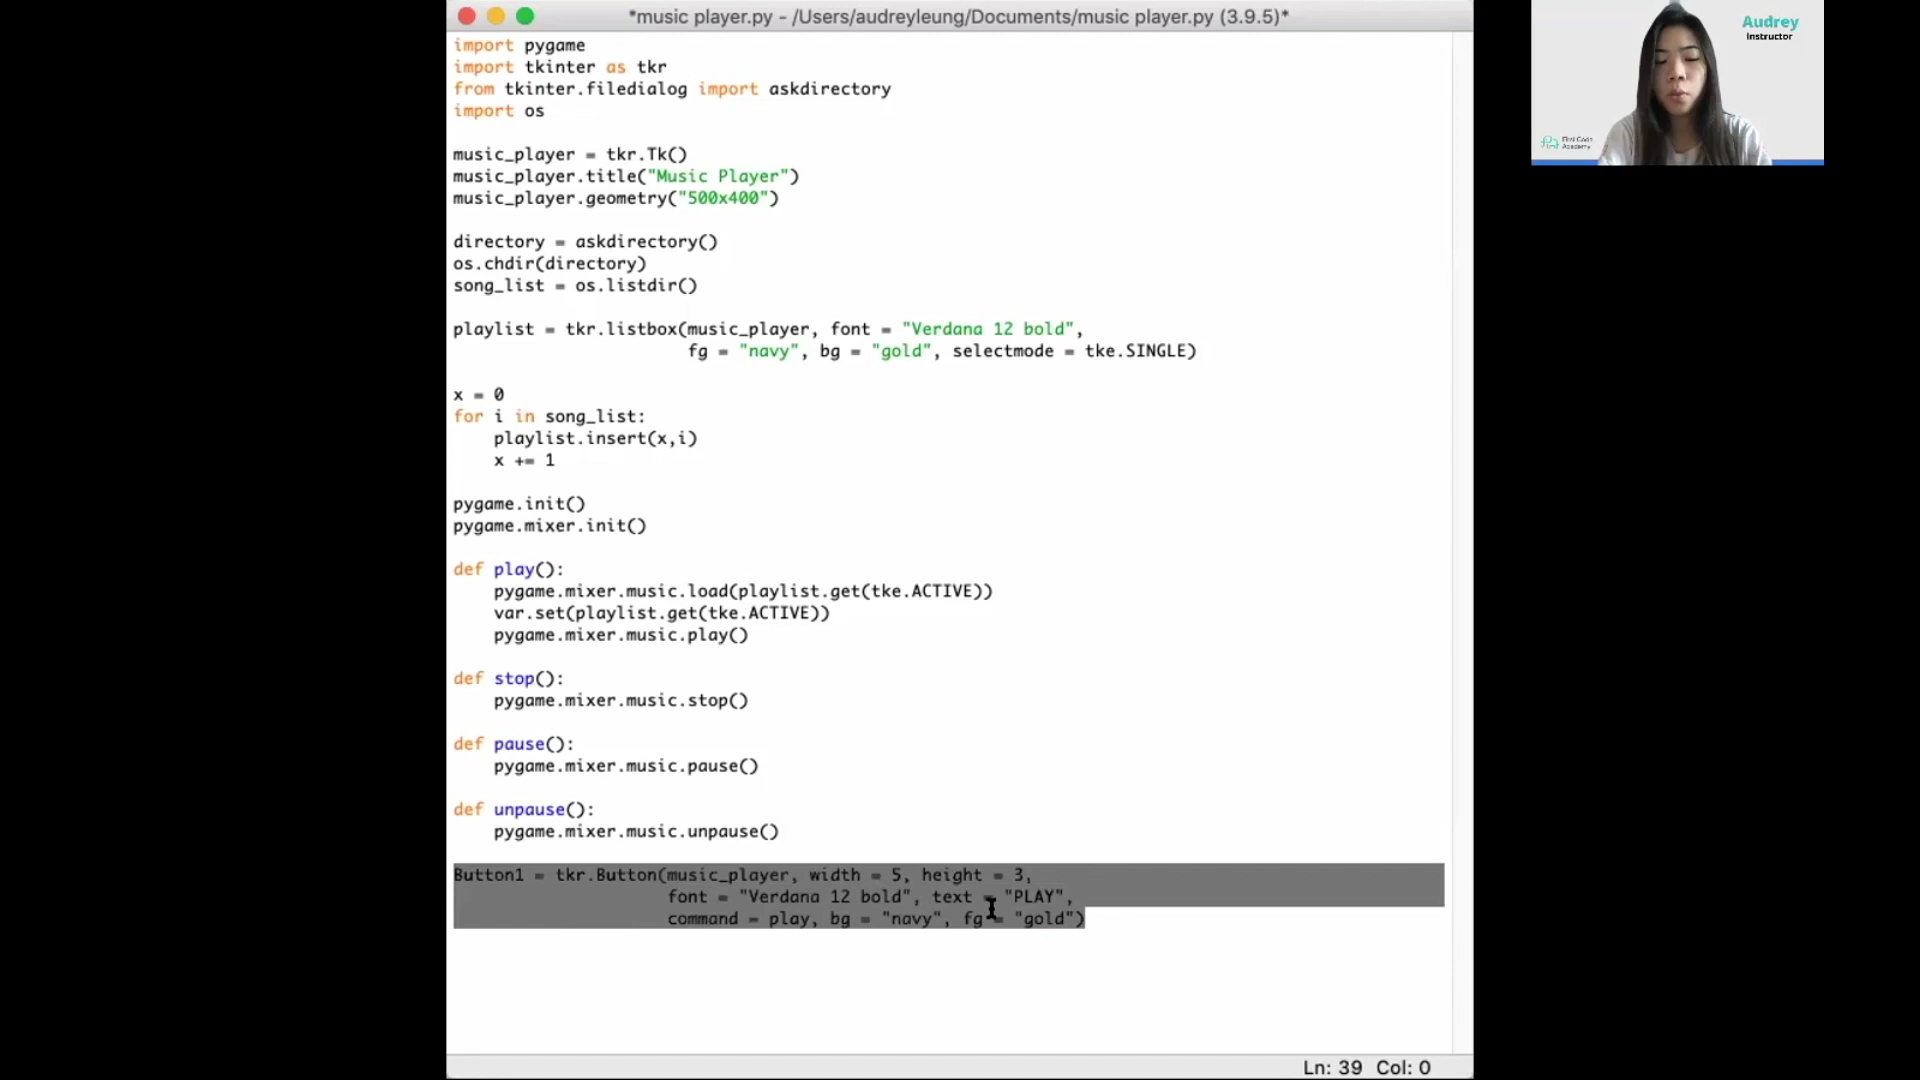 *music player.py - /Users/audreyleung/Documents/music player.py (3.9.5)*
import pygame
import tkinter as tkr
from tkinter.filedialog import askdirectory
import os
music_player = tkr.Tk()
music_player.title("Music Player")
music_player.geometry("500x400")
directory = askdirectory()
os.chdir(directory)
song_list = os.listdir()
playlist = tkr.listbox(music_player, font = "Verdana 12 bold",
fg = "navy", bg = "gold", selectmode = tke.SINGLE)
x = 0
for i in song_list:
playlist.insert(x,i)
x += 1
pygame.init()
pygame.mixer.init()
def play():
pygame.mixer.music.load(playlist.get(tke.ACTIVE))
var.set(playlist.get(tke.ACTIVE))
pygame.mixer.music.play()
def stop():
pygame.mixer.music.stop()
def pause():
pygame.mixer.music.pause()
def unpause():
pygame.mixer.music.unpause()
Button1 = tkr.Button(music_player, width = 5, height = 3,
font = "Verdana 12 bold", text = "PLAY",
command = play, bg = "navy", fg = "gold")
Ln: 39 Col: 0
Audrey
Instructor
First Code
Academy